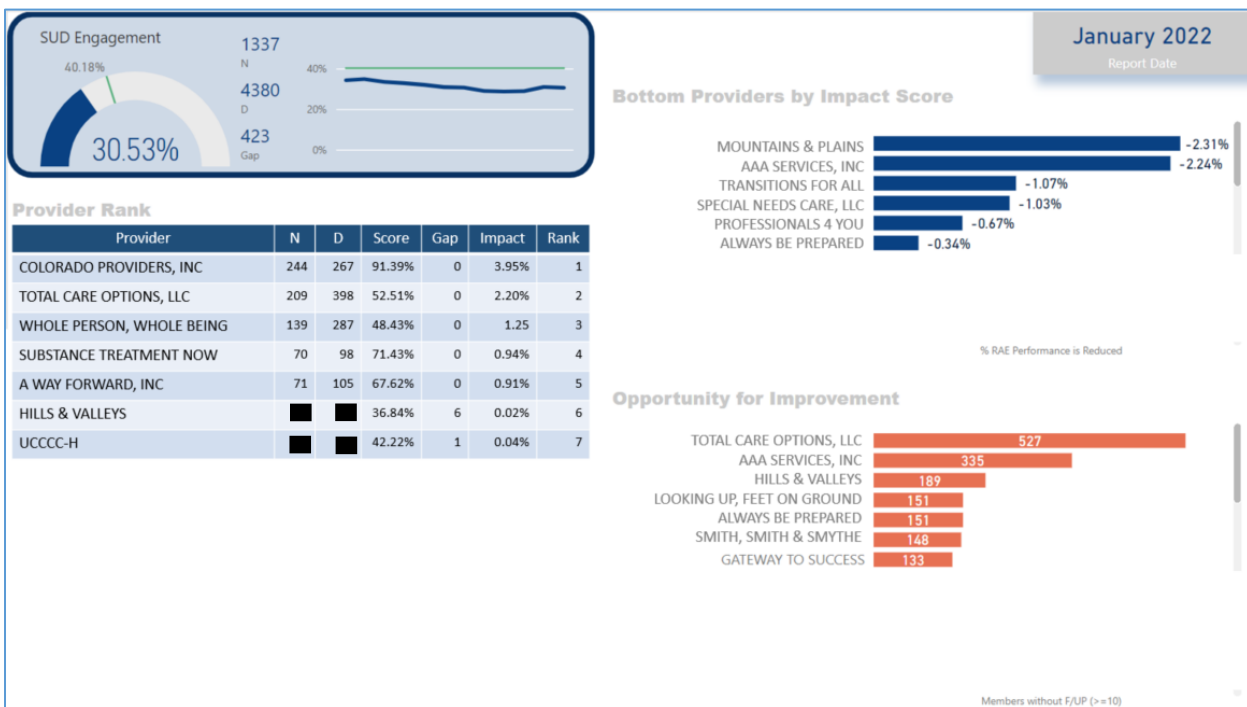 SUD Engagement
40.18%
30.53%
1337
N
4380
D
423
Gap
40%
20%
0%
January 2022
Report Date
Provider Rank
Provider N D Score Gap Impact Rank
COLORADO PROVIDERS, INC 244 267 91.39% 0 3.95% 1
TOTAL CARE OPTIONS, LLC 209 398 52.51% 0 2.20% 2
WHOLE PERSON, WHOLE BEING 139 287 48.43% 0 1.25 3
SUBSTANCE TREATMENT NOW 70 98 71.43% 0 0.94% 4
A WAY FORWARD, INC 71 105 67.62% 0 0.91% 5
HILLS & VALLEYS 36.84% 6 0.02% 6
UCCCC-H 42.22% 1 0.04% 7
Bottom Providers by Impact Score
MOUNTAINS & PLAINS -2.31%
AAA SERVICES, INC -2.24%
TRANSITIONS FOR ALL -1.07%
SPECIAL NEEDS CARE, LLC -1.03%
PROFESSIONALS 4 YOU -0.67%
ALWAYS BE PREPARED -0.34%
% RAE Performance is Reduced
Opportunity for Improvement
TOTAL CARE OPTIONS, LLC 527
AAA SERVICES, INC 335
HILLS & VALLEYS 189
LOOKING UP, FEET ON GROUND 151
ALWAYS BE PREPARED 151
SMITH, SMITH & SMYTHE 148
GATEWAY TO SUCCESS 133
Members without F/UP (>=10)